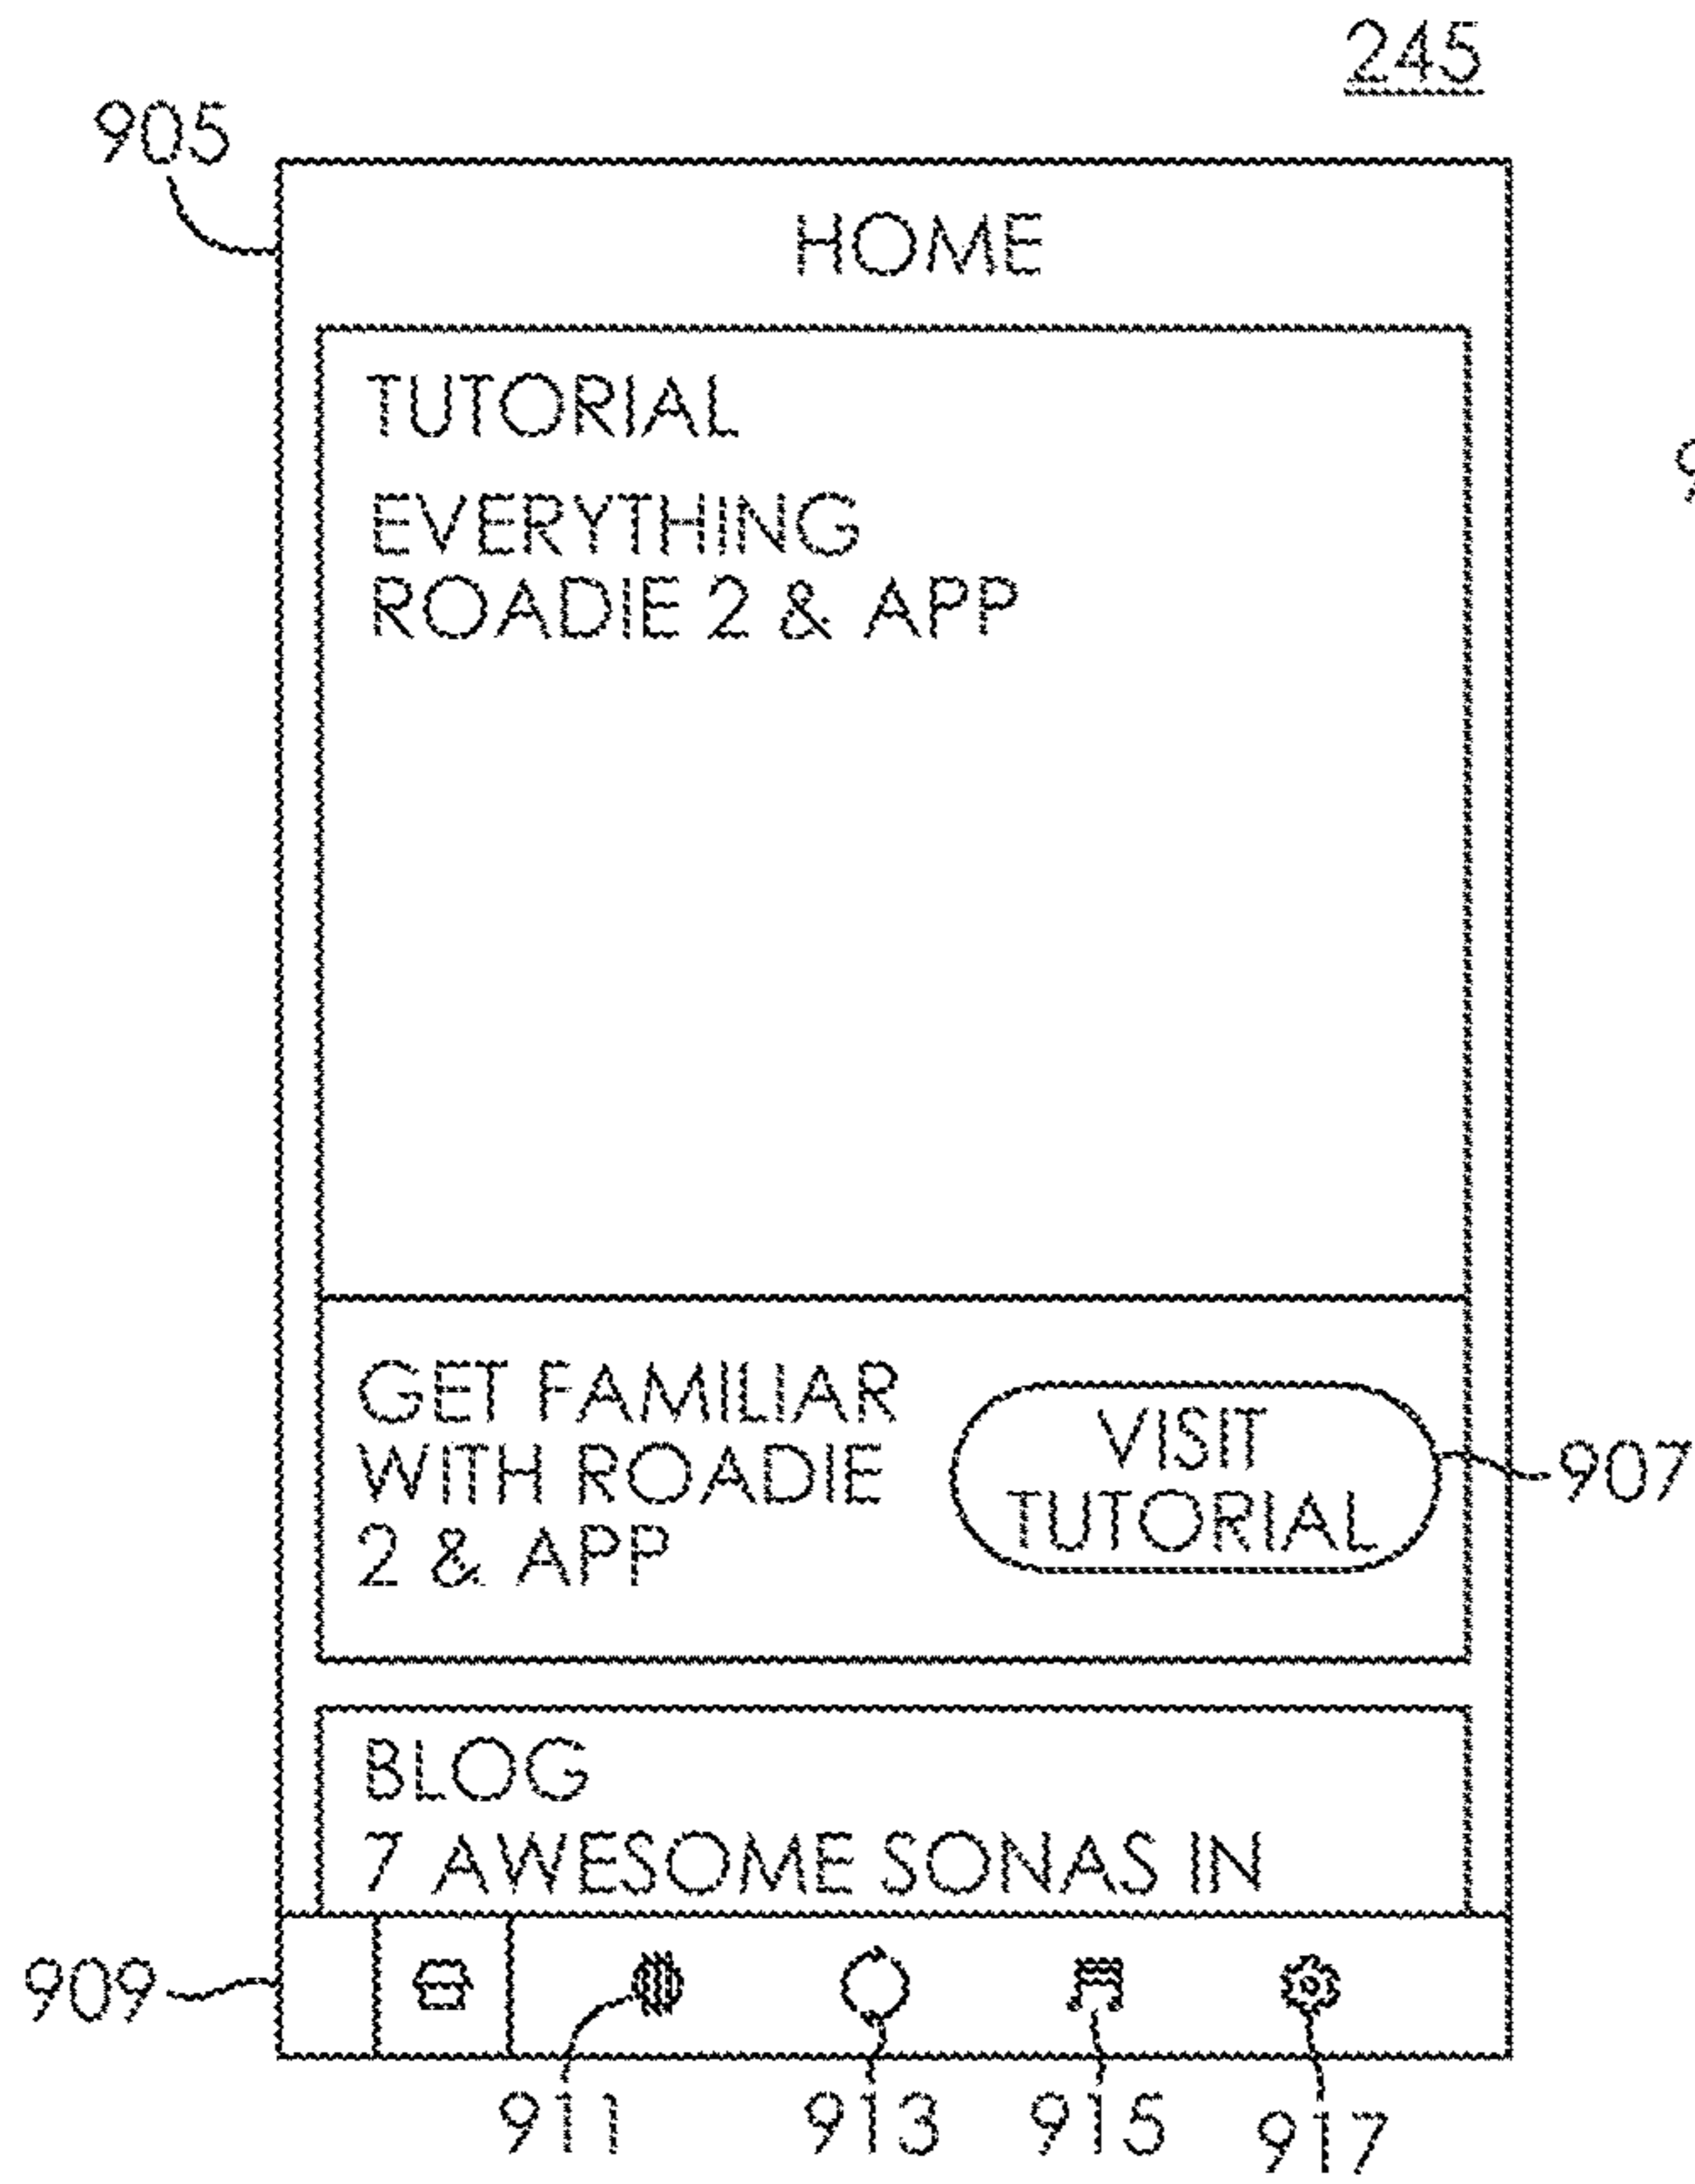 245
905
HOME
TUTORIAL
EVERYTHING
ROADIE 2 & APP
GET FAMILIAR
WITH ROADIE
2 & APP
VISIT
TUTORIAL
907
BLOG
7 AWESOME SONAS IN
909
911
913
915
917